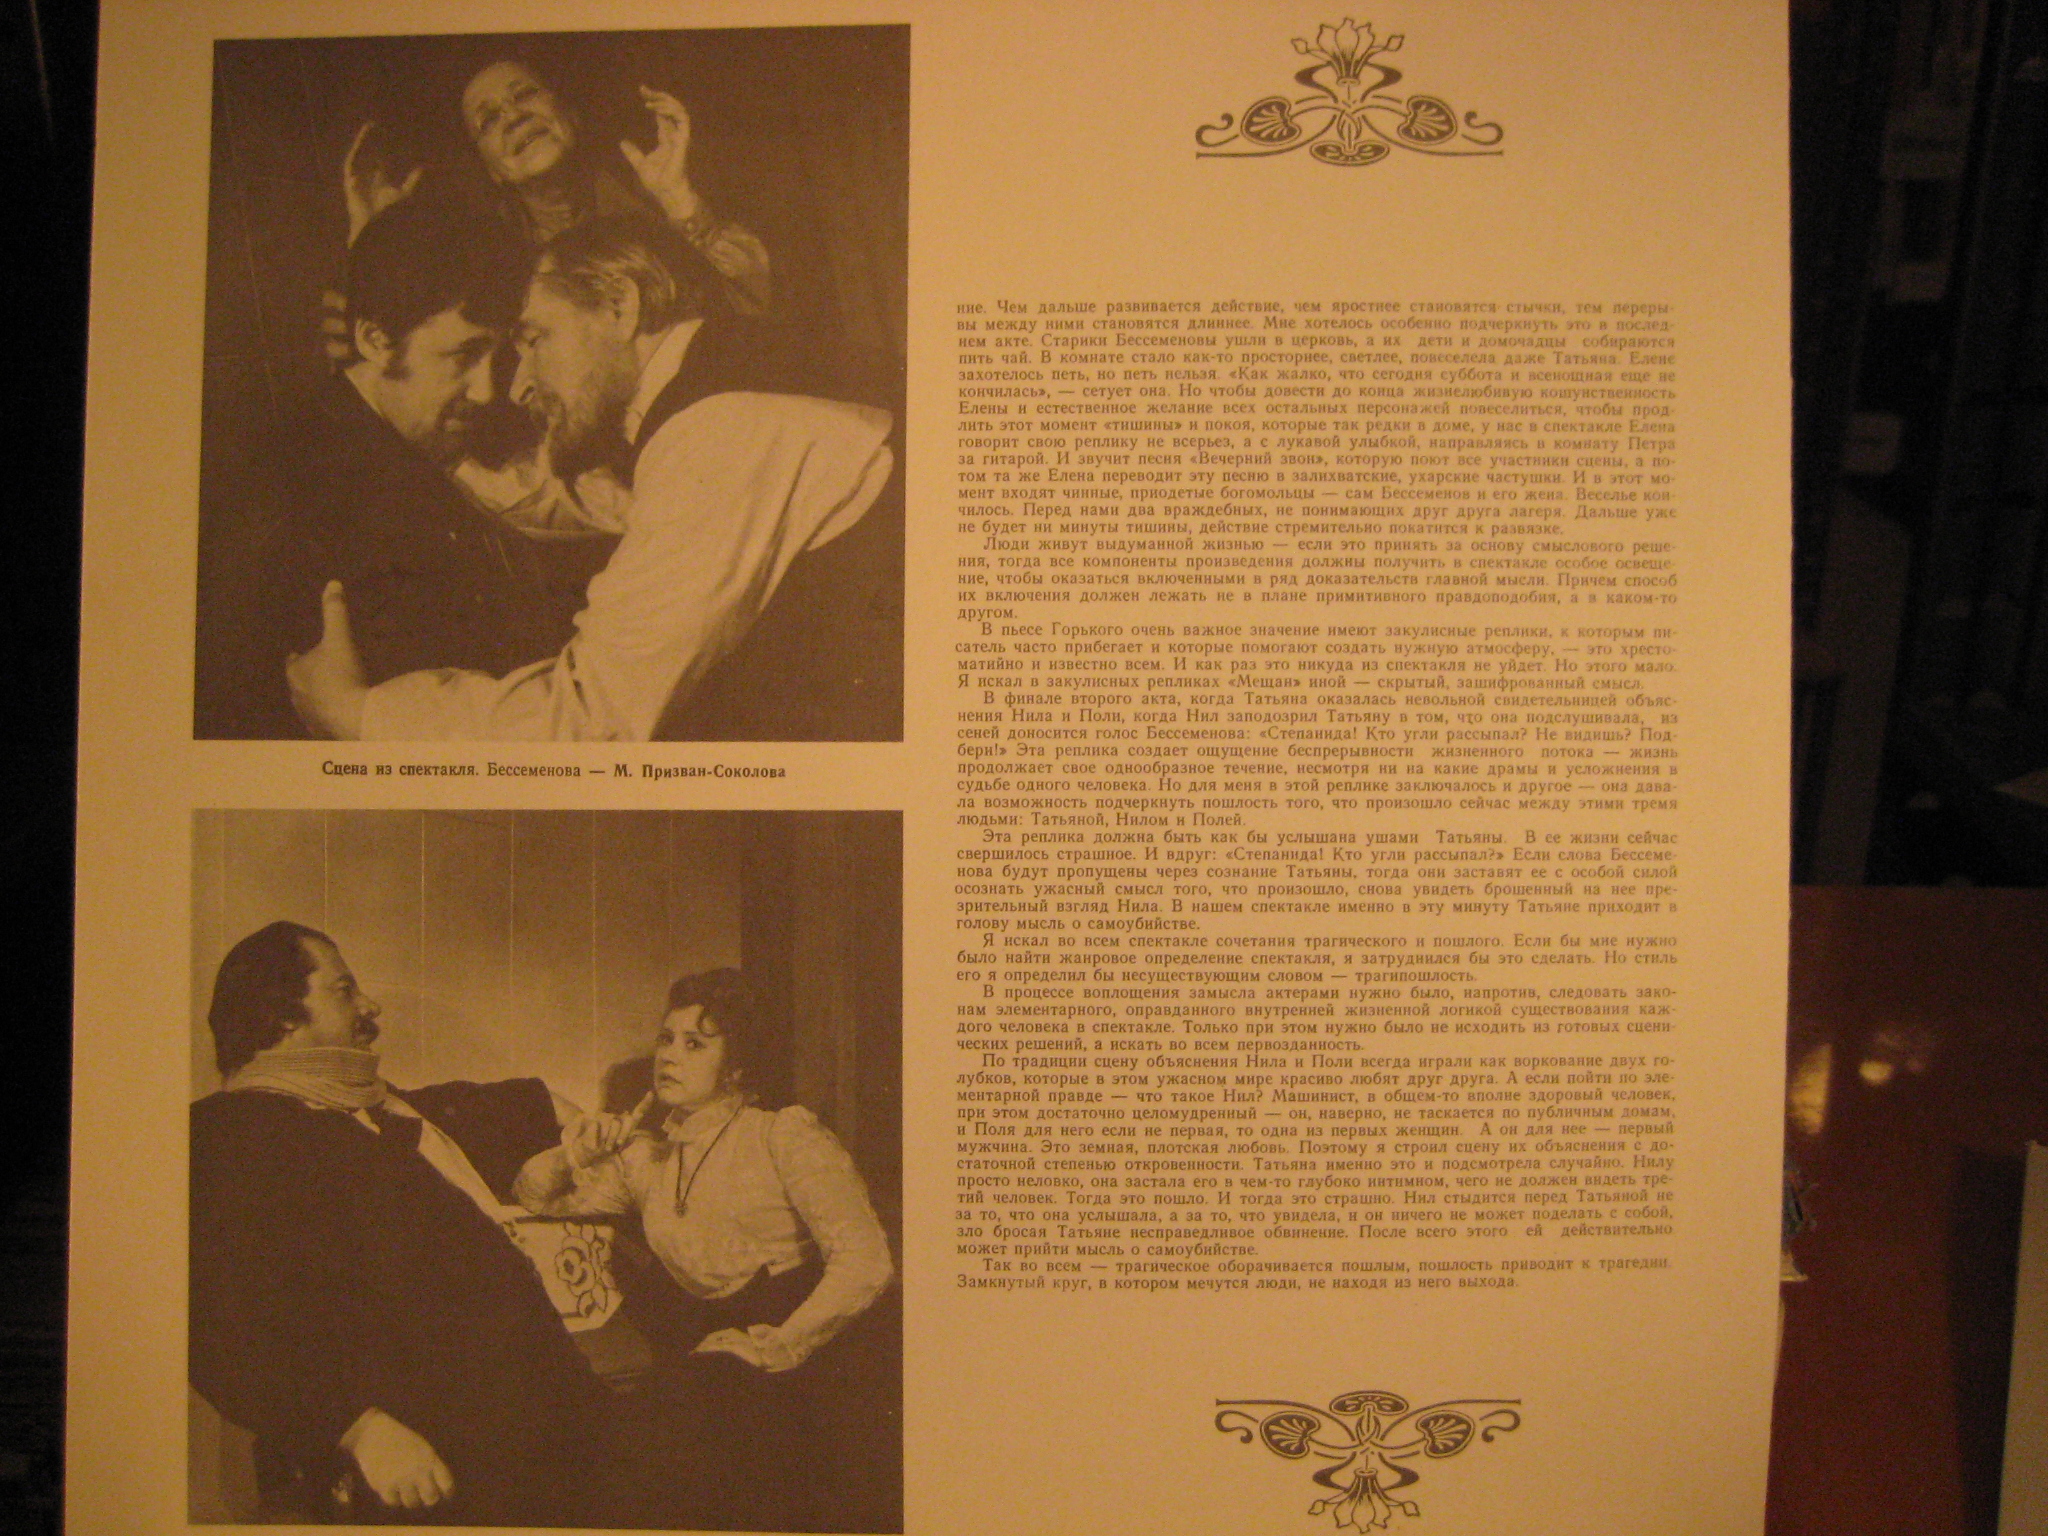 Сцена из спектакля. Бессеменова — М. Призван-Соколова
ние. Чем дальше развивается действие, чем яростнее становятся стычки, тем переры-
вы между ними становятся длиннее. Мне хотелось особенно подчеркнуть это в послед-
нем акте. Старики Бессеменовы ушли в церковь, а их дети и домочадцы собираются
пить чай. В комнате стало как-то просторнее, светлее, повеселела даже Татьяна. Елене
захотелось петь, но петь нельзя. «Как жалко, что сегодня суббота и всенощная еще не
кончилась», — сетует она. Но чтобы довести до конца жизнелюбивую кощунственность
Елены и естественное желание всех остальных персонажей повеселиться, чтобы прод-
лить этот момент «тишины» и покоя, которые так редки в доме, у нас в спектакле Елена
говорит свою реплику не всерьез, а с лукавой улыбкой, направляясь в комнату Петра
за гитарой. И звучит песня «Вечерний звон», которую поют все участники сцены, а по-
том та же Елена переводит эту песню в залихватские, ухарские частушки. И в этот мо-
мент входят чинные, приодетые богомольцы — сам Бессеменов и его жена. Веселье кон-
чилось. Перед нами два враждебных, не понимающих друг друга лагеря. Дальше уже
не будет ни минуты тишины, действие стремительно покатится к развязке.
Люди живут выдуманной жизнью — если это принять за основу смыслового реше-
ния, тогда все компоненты произведения должны получить в спектакле особое освеще-
ние, чтобы оказаться включенными в ряд доказательств главной мысли. Причем способ
их включения должен лежать не в плане примитивного правдоподобия, а в каком-то
другом.
В пьесе Горького очень важное значение имеют закулисные реплики, к которым пи-
сатель часто прибегает и которые помогают создать нужную атмосферу, — это хресто-
матийно и известно всем. И как раз это никуда из спектакля не уйдет. Но этого мало.
Я искал в закулисных репликах «Мещан» иной — скрытый, зашифрованный смысл.
В финале второго акта, когда Татьяна оказалась невольной свидетельницей объяс-
нения Нила и Поли, когда Нил заподозрил Татьяну в том, что она подслушивала, из
сеней доносится голос Бессеменова: «Степанида! Кто угли рассыпал? Не видишь? Под-
бери!» Эта реплика создает ощущение беспрерывности жизненного потока — жизнь
продолжает свое однообразное течение, несмотря ни на какие драмы и усложнения в
судьбе одного человека. Но для меня в этой реплике заключалось и другое — она дава-
ла возможность подчеркнуть пошлость того, что произошло сейчас между этими тремя
людьми: Татьяной, Нилом и Полей.
Эта реплика должна быть как бы услышана ушами Татьяны. В ее жизни сейчас
свершилось страшное. И вдруг: «Степанида! Кто угли рассыпал?» Если слова Бессеме-
нова будут пропущены через сознание Татьяны, тогда они заставят ее с особой силой
осознать ужасный смысл того, что произошло, снова увидеть брошенный на нее пре-
зрительный взгляд Нила. В нашем спектакле именно в эту минуту Татьяне приходит в
голову мысль о самоубийстве.
Я искал во всем спектакле сочетания трагического и пошлого. Если бы мне нужно
было найти жанровое определение спектакля, я затруднился бы это сделать. Но стиль
его я определил бы несуществующим словом — трагипошлость.
В процессе воплощения замысла актерами нужно было, напротив, следовать зако-
нам элементарного, оправданного внутренней жизненной логикой существования каж-
дого человека в спектакле. Только при этом нужно было не исходить из готовых сцени-
ческих решений, а искать во всем первозданность.
По традиции сцену объяснения Нила и Поли всегда играли как воркование двух го-
лубков, которые в этом ужасном мире красиво любят друг друга. А если пойти по эле-
ментарной правде — что такое Нил? Машинист, в общем-то вполне здоровый человек,
при этом достаточно целомудренный — он, наверно, не таскается по публичным домам,
и Поля для него если не первая, то одна из первых женщин. А он для нее — первый
мужчина. Это земная, плотская любовь. Поэтому я строил сцену их объяснения с до-
статочной степенью откровенности. Татьяна именно это и подсмотрела случайно. Нилу
просто неловко, она застала его в чем-то глубоко интимном, чего не должен видеть тре-
тий человек. Тогда это пошло. И тогда это страшно. Нил стыдится перед Татьяной не
за то, что она услышала, а за то, что увидела, и он ничего не может поделать с собой,
зло бросая Татьяне несправедливое обвинение. После всего этого ей действительно
может прийти мысль о самоубийстве.
Так во всем — трагическое оборачивается пошлым, пошлость приводит к трагедии.
Замкнутый круг, в котором мечутся люди, не находя из него выхода.